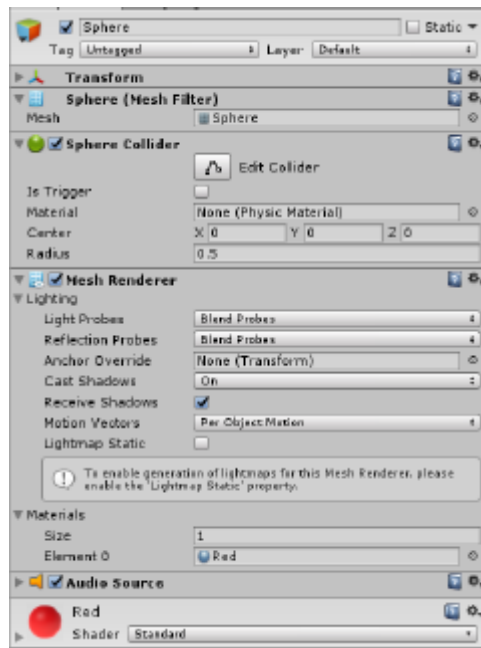 Sphere Static
Tag Untagged Layer Default
Transform
Sphere (Mesh Filter)
Mesh Sphere
Sphere Collider
Edit Collider
Is Trigger
Material None (Physic Material)
Center X 0 Y 0 Z 0
Radius 0.5
Mesh Renderer
Lighting
Light Probes Blend Probes
Reflection Probes Blend Probes
Anchor Override None (Transform)
Cast Shadows On
Receive Shadows
Motion Vectors Per Object Motion
Lightmap Static
To enable generation of lightmaps for this Mesh Renderer, please
enable the 'Lightmap Static' property.
Materials
Size 1
Element 0 Red
Audio Source
Red
Shader Standard